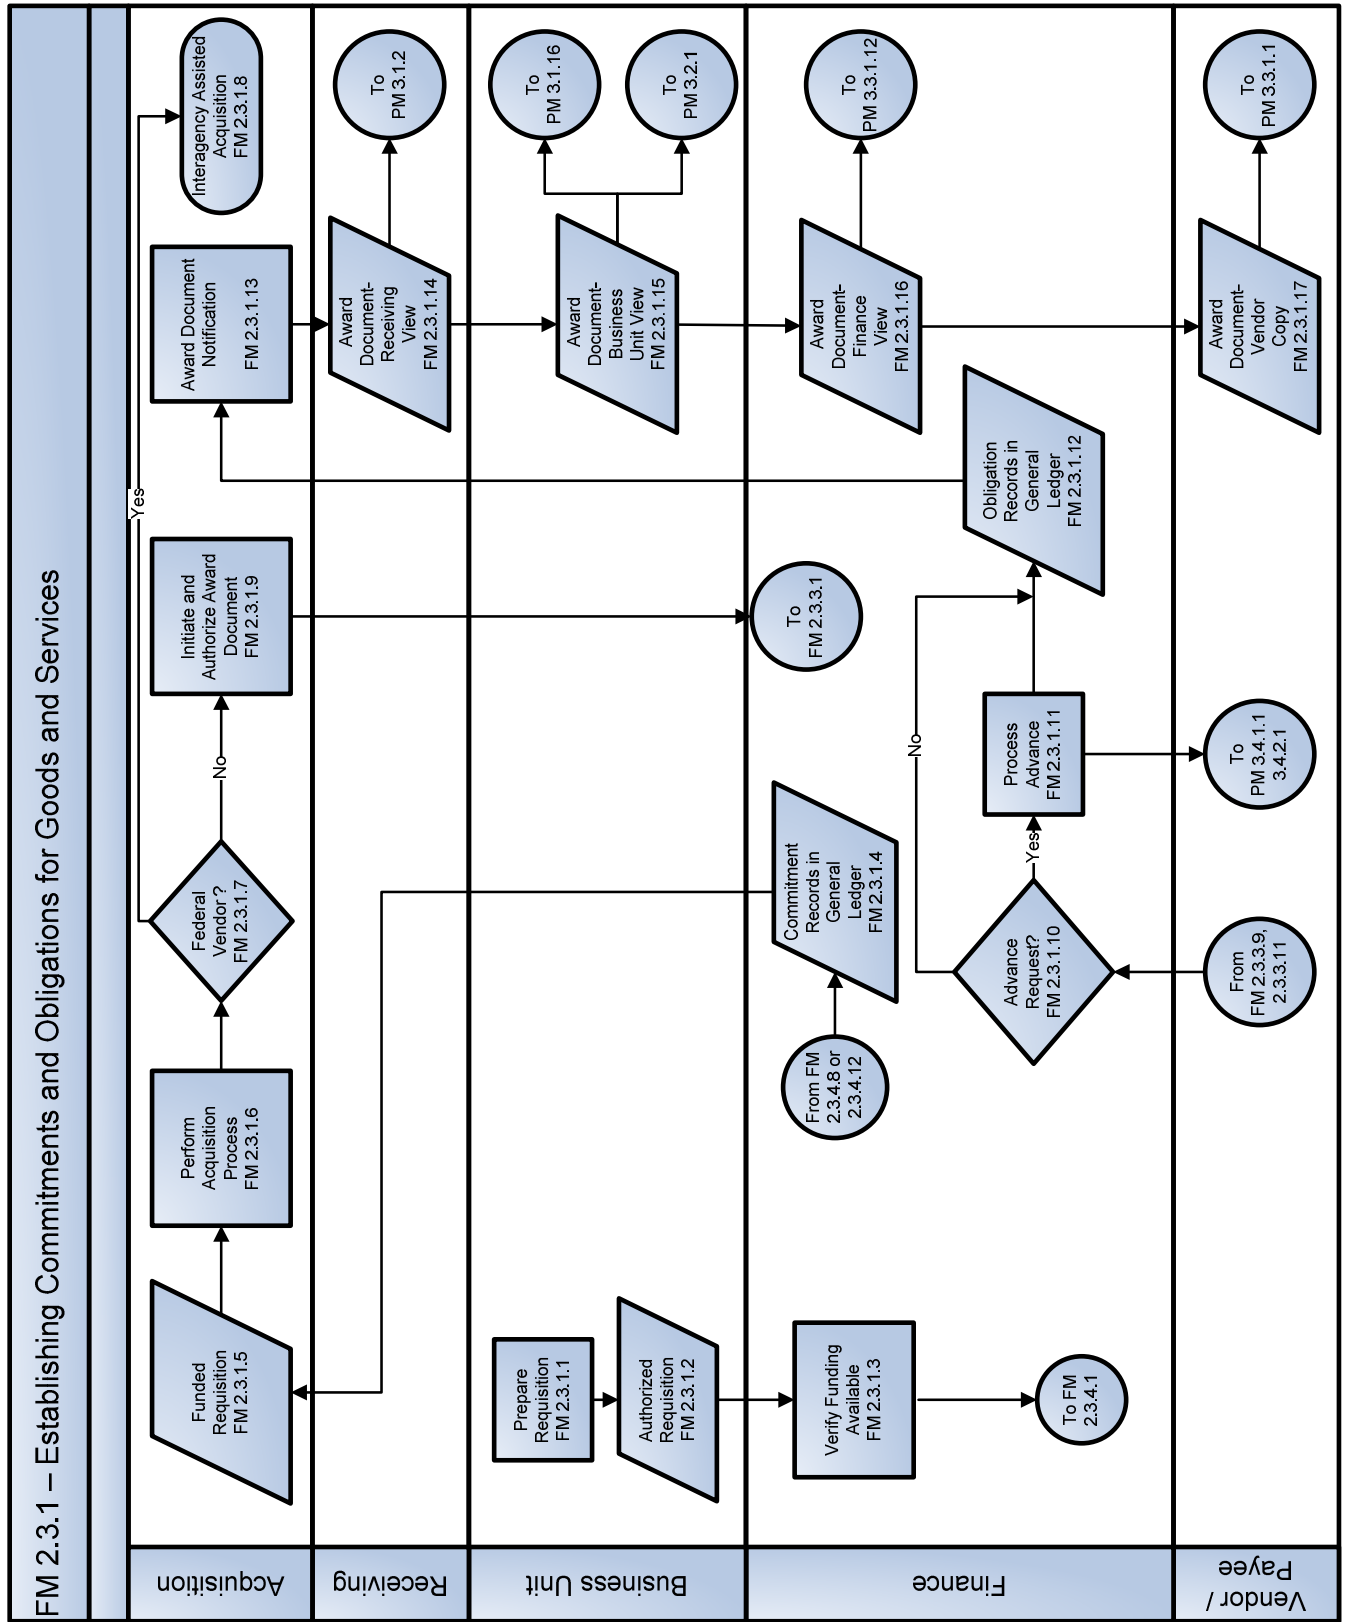 FM 2.3.1 – Establishing Commitments and Obligations for Goods and Services
Acquisition
Funded
Requisition
FM 2.3.1.5
Perform
Acquisition
Process
FM 2.3.1.6
Federal
Vendor ?
FM 2.3.1.7
No
Yes
Initiate and
Authorize Award
Document
FM 2.3.1.9
Award Document
Notification
FM 2.3.1.13
Interagency Assisted
Acquisition
FM 2.3.1.8
Receiving
Award
Document-
Receiving
View
FM 2.3.1.14
To
PM 3.1.2
Business Unit
Prepare
Requisition
FM 2.3.1.1
Authorized
Requisition
FM 2.3.1.2
Award
Document-
Business
Unit View
FM 2.3.1.15
To
PM 3.1.16
To
PM 3.2.1
Finance
Verify Funding
Available
FM 2.3.1.3
To FM
2.3.4.1
From FM
2.3.4.8 or
2.3.4.12
Commitment
Records in
General
Ledger
FM 2.3.1.4
Advance
Request?
FM 2.3.1.10
Yes
No
Process
Advance
FM 2.3.1.11
To
FM 2.3.3.1
Obligation
Records in
General
Ledger
FM 2.3.1.12
Award
Document-
Finance
View
FM 2.3.1.16
To
PM 3.3.1.12
Vendor /
Payee
From
FM 2.3.3.9,
2.3.3.11
To
PM 3.4.1.1
3.4.2.1
Award
Document-
Vendor
Copy
FM 2.3.1.17
To
PM 3.3.1.1